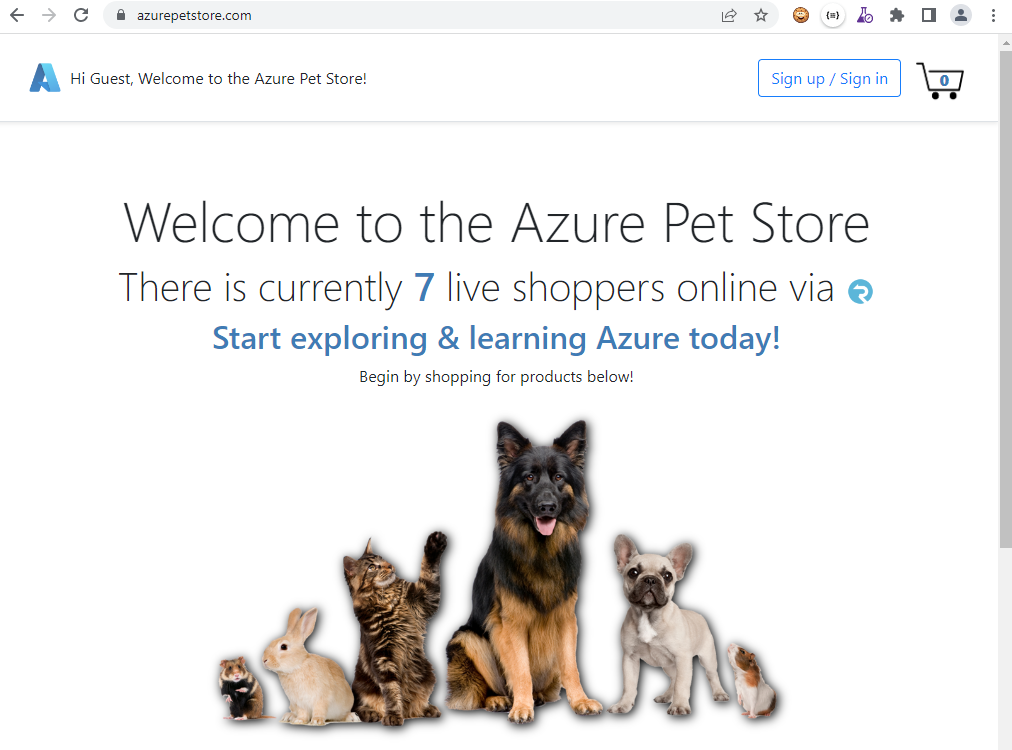 azurepetstore.com
Hi Guest, Welcome to the Azure Pet Store!
Sign up / Sign in
0
Welcome to the Azure Pet Store
There is currently 7 live shoppers online via
Start exploring & learning Azure today!
Begin by shopping for products below!